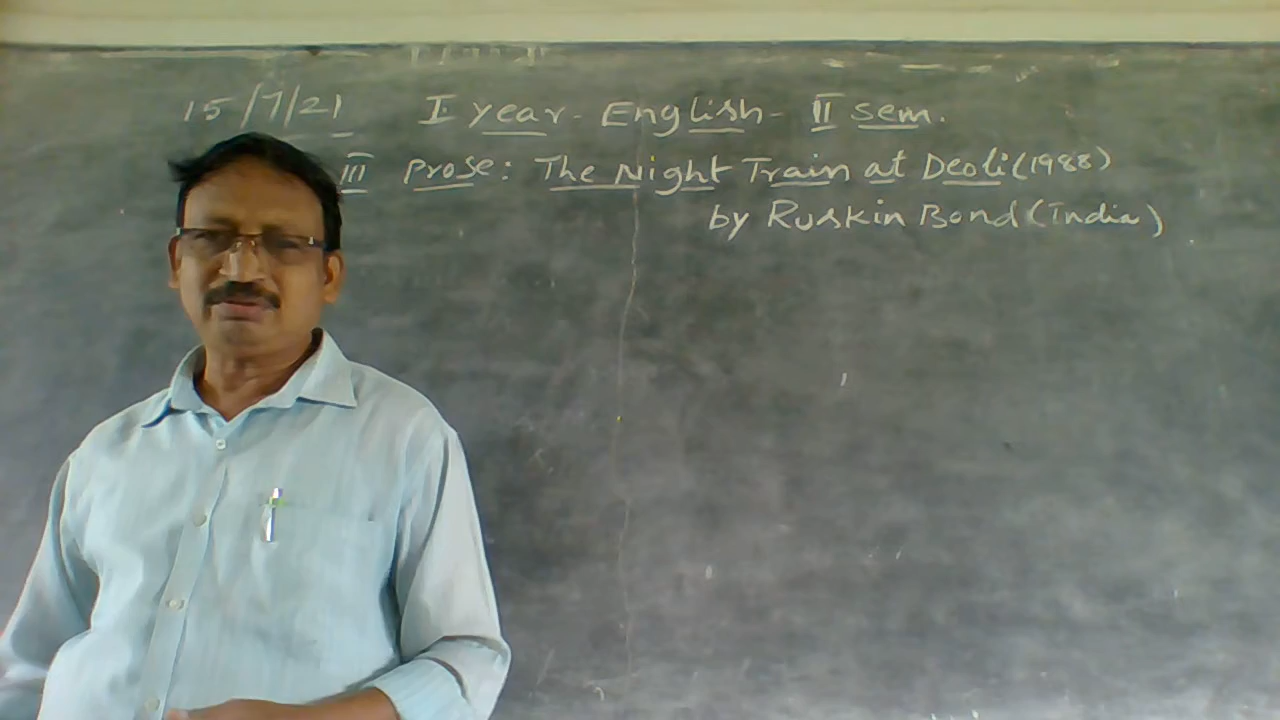 15/7/21 I year - English - II sem.
III Prose: The Night Train at Deoli (1988)
by Ruskin Bond (India)